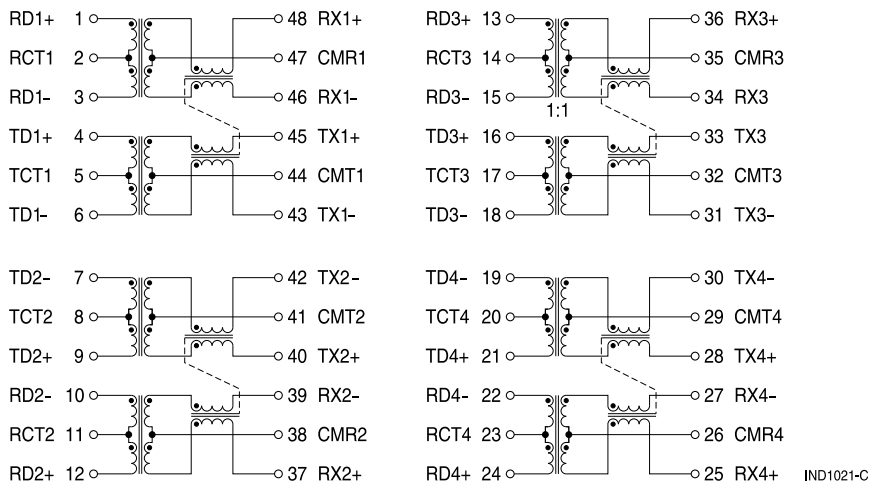 RD1+ 1 48 RX1+ RD3+ 13 36 RX3+
RCT1 2 47 CMR1 RCT3 14 35 CMR3
RD1- 3 46 RX1- RD3- 15 34 RX3
1:1
TD1+ 4 45 TX1+ TD3+ 16 33 TX3
TCT1 5 44 CMT1 TCT3 17 32 CMT3
TD1- 6 43 TX1- TD3- 18 31 TX3-
TD2- 7 42 TX2- TD4- 19 30 TX4-
TCT2 8 41 CMT2 TCT4 20 29 CMT4
TD2+ 9 40 TX2+ TD4+ 21 28 TX4+
RD2- 10 39 RX2- RD4- 22 27 RX4-
RCT2 11 38 CMR2 RCT4 23 26 CMR4
RD2+ 12 37 RX2+ RD4+ 24 25 RX4+ IND1021-C